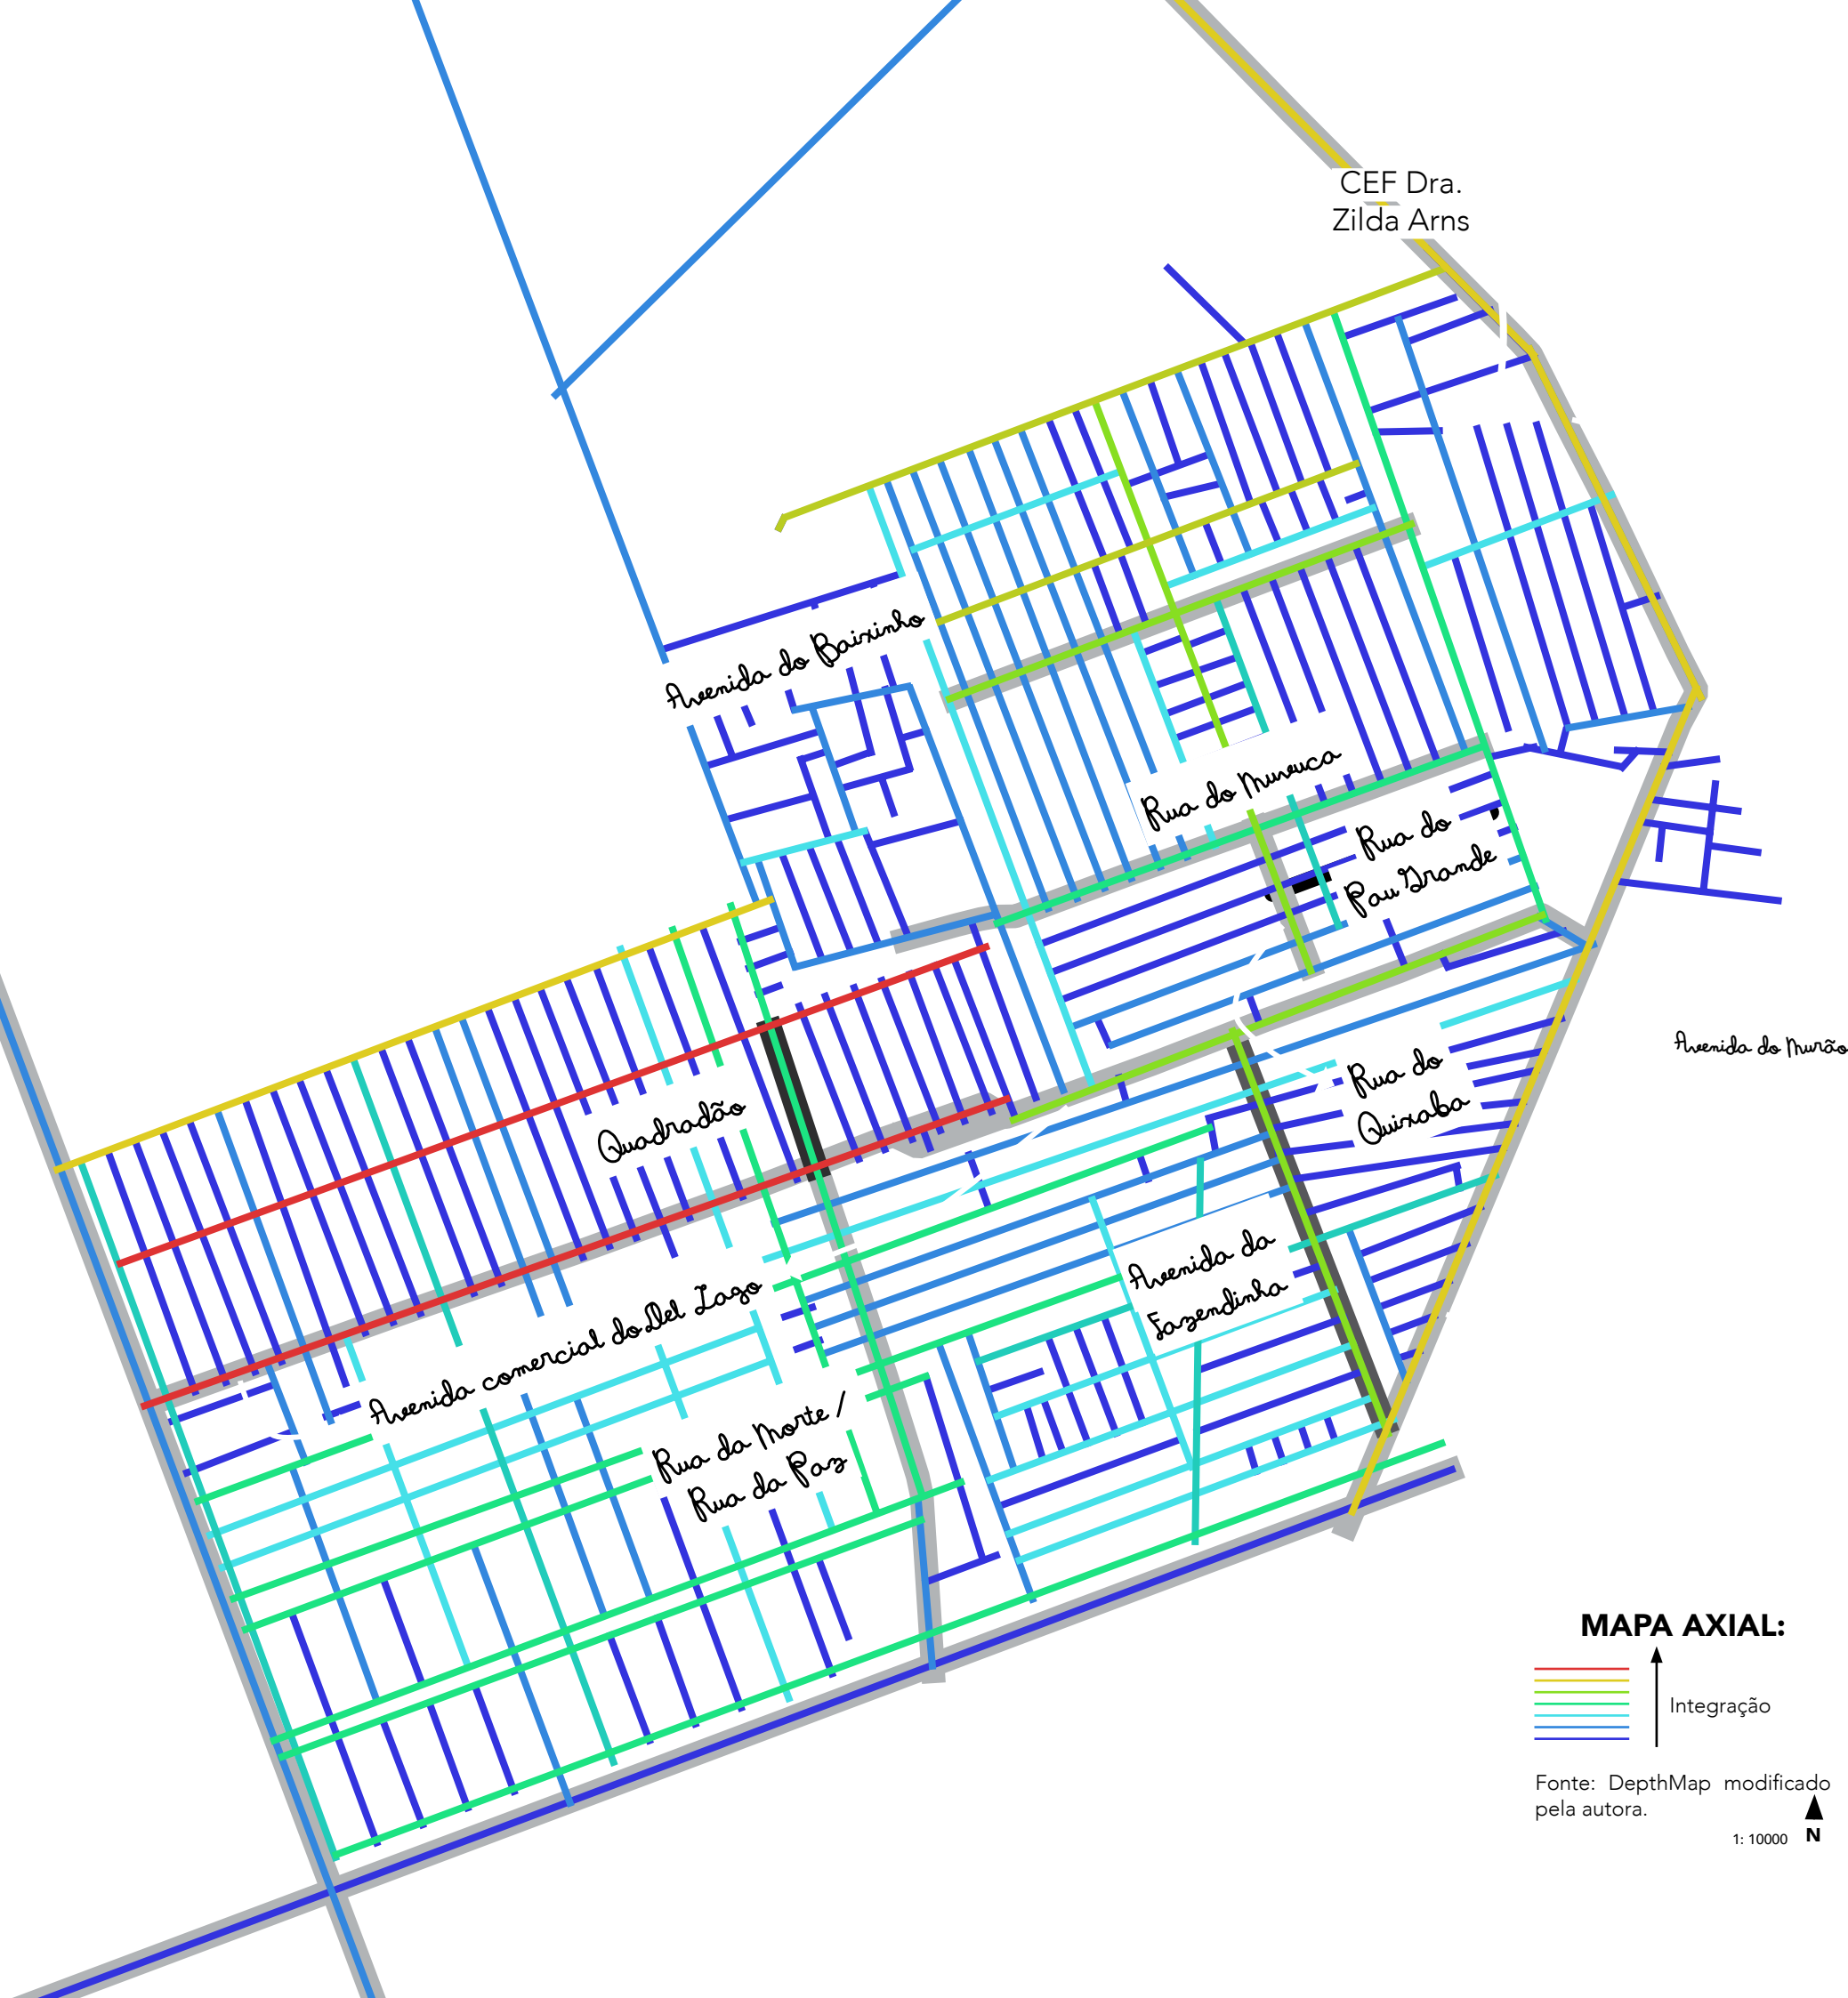 CEF Dra.
Zilda Arns
Avenida do Baixinho
Rua do Mureuca
Rua do
Pau Grande
Avenida do Murão
Rua do
Quixaba
Quadradão
Avenida da
Fazendinha
Avenida comercial do Del Lago
Rua da Morte /
Rua da Paz
MAPA AXIAL:
Integração
Fonte: DepthMap modificado
pela autora.
1: 10000
N